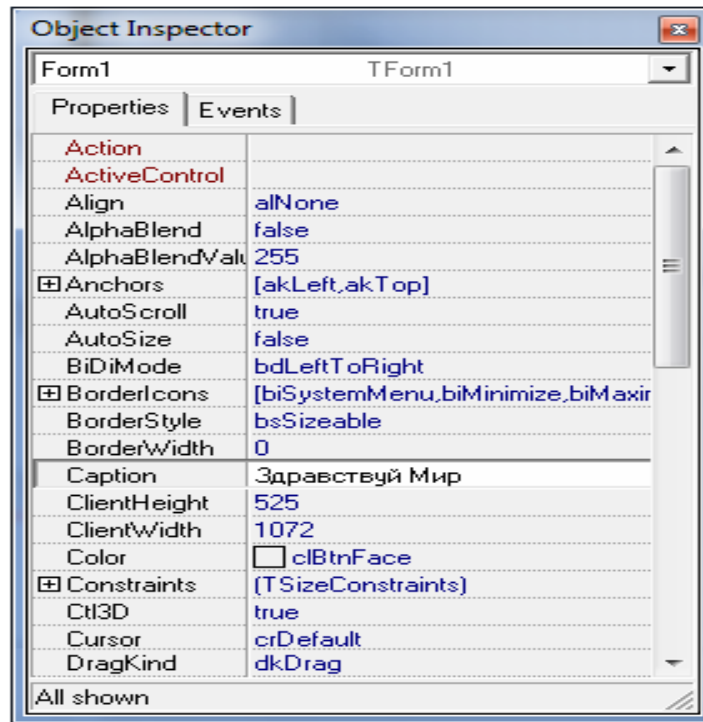 Object Inspector
Form1 TForm1
Properties Events
Action
ActiveControl
Align alNone
AlphaBlend false
AlphaBlendValu 255
Anchors [akLeft,akTop]
AutoScroll true
AutoSize false
BiDiMode bdLeftToRight
BorderIcons [biSystemMenu,biMinimize,biMaxir
BorderStyle bsSizeable
BorderWidth 0
Caption Здравствуй Мир
ClientHeight 525
ClientWidth 1072
Color clBtnFace
Constraints (TSizeConstraints)
Ctl3D true
Cursor crDefault
DragKind dkDrag
All shown